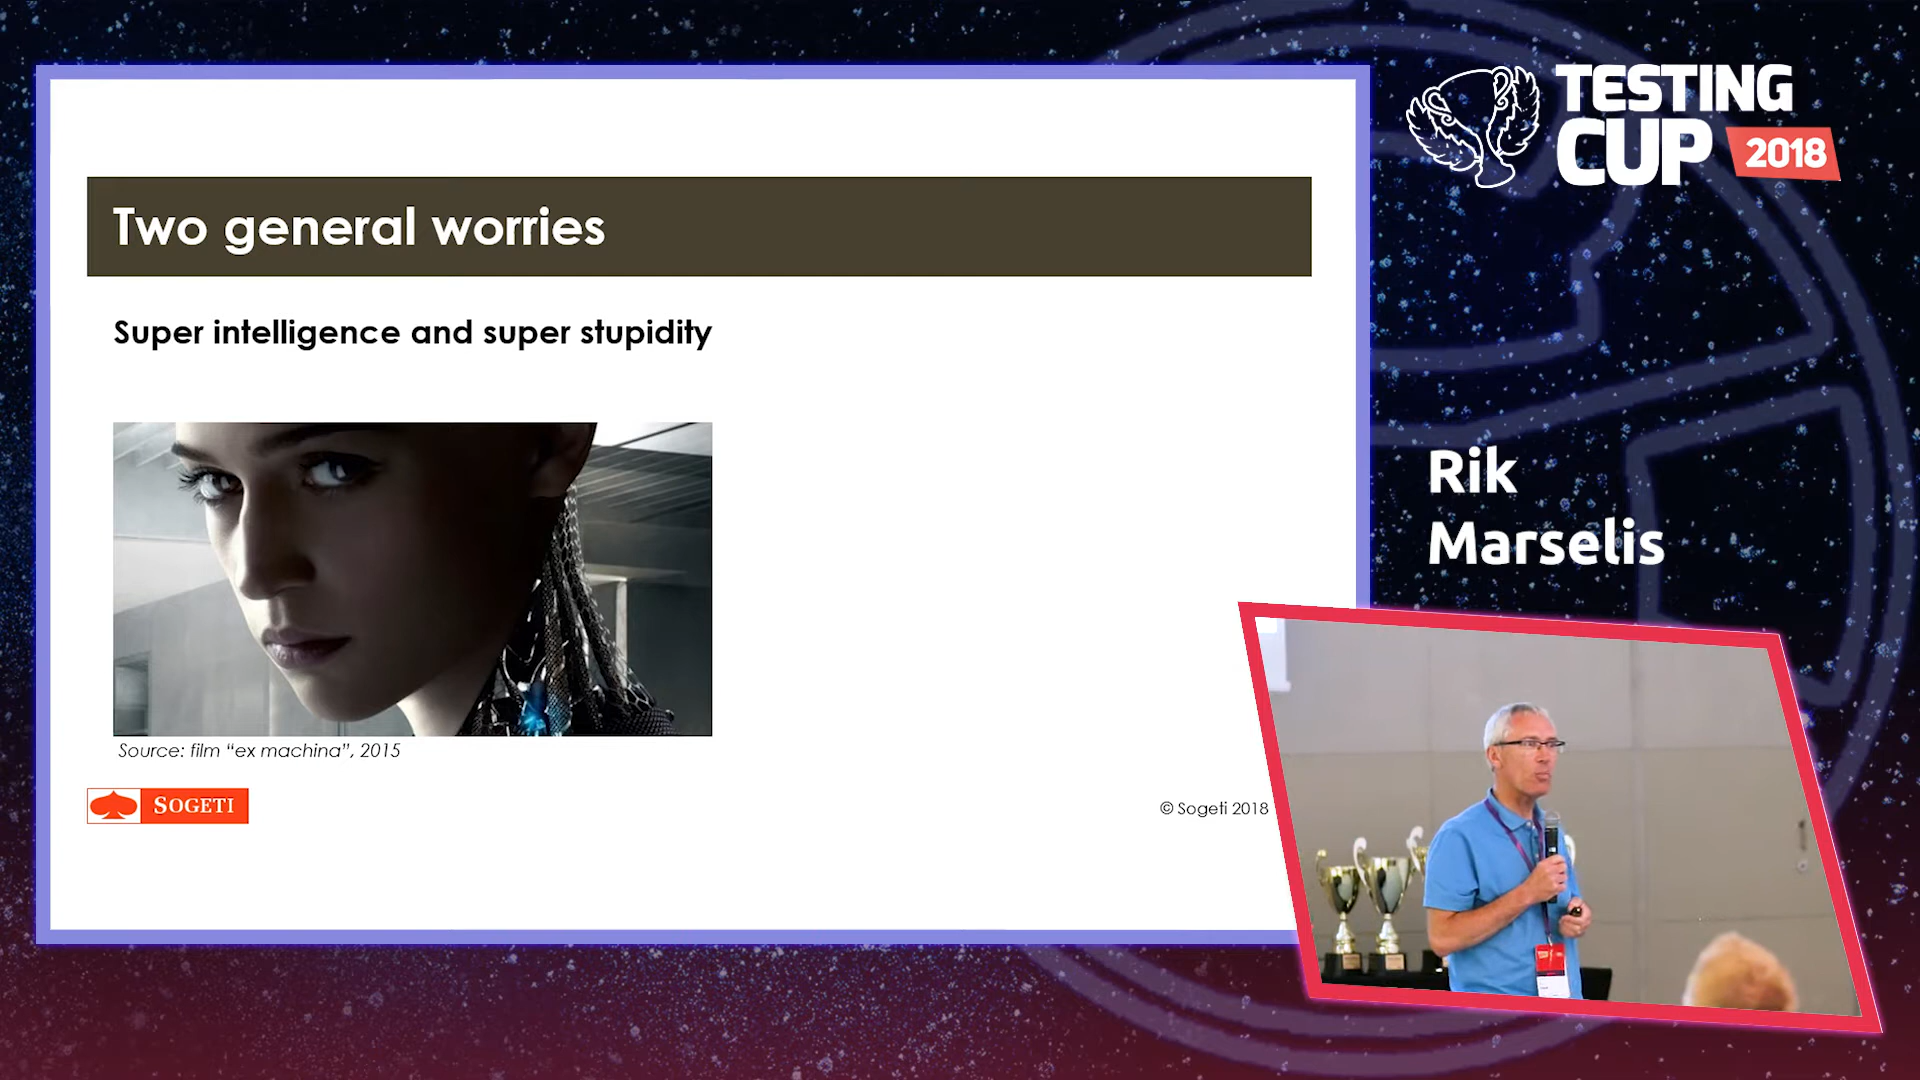 Two general worries
Super intelligence and super stupidity
Source: film “ex machina”, 2015
SOGETI
© Sogeti 2018
TESTING
CUP 2018
Rik
Marselis